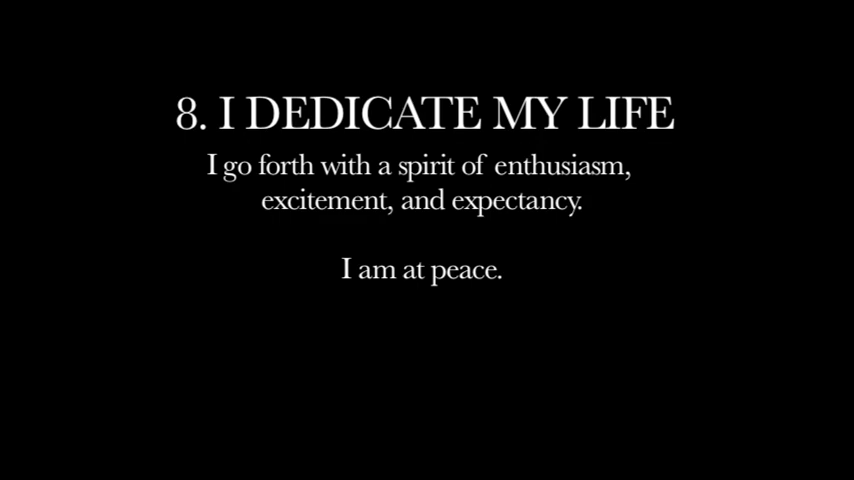 8. I DEDICATE MY LIFE
I go forth with a spirit of enthusiasm,
excitement, and expectancy.
I am at peace.